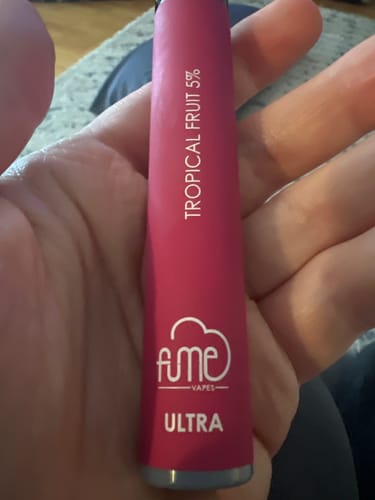 TROPICAL FRUIT 5%
fume
VAPES
ULTRA